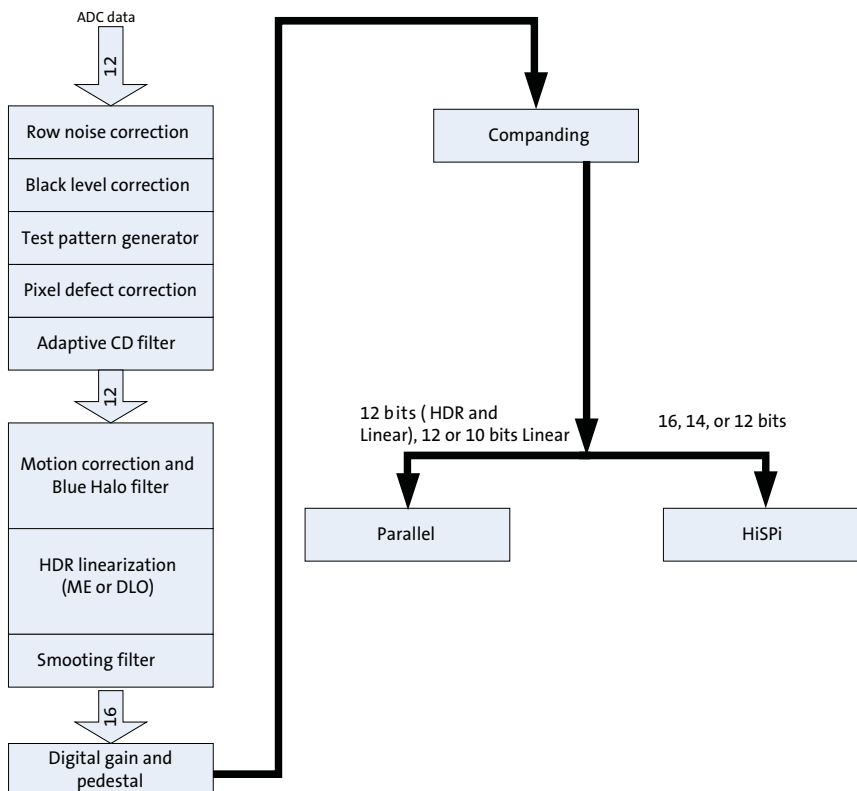 ADC data
12
Row noise correction
Black level correction
Test pattern generator
Pixel defect correction
Adaptive CD filter
12
Motion correction and
Blue Halo filter
HDR linearization
(ME or DLO)
Smooting filter
16
Digital gain and
pedestal
Companding
12 bits ( HDR and
Linear), 12 or 10 bits Linear
16, 14, or 12 bits
Parallel
HiSPi